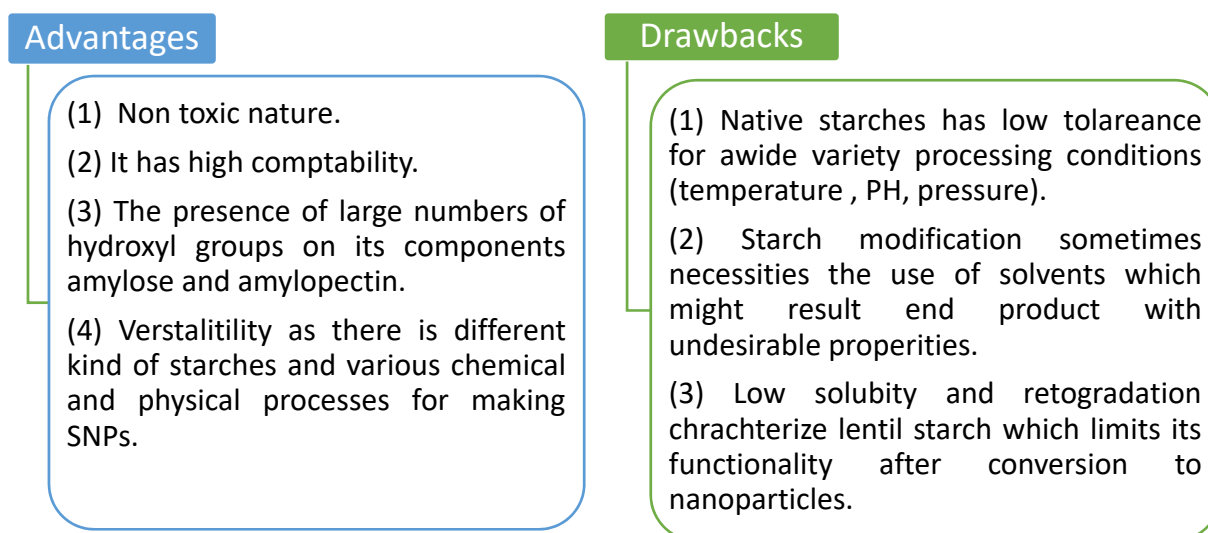 Advantages
(1) Non toxic nature.
(2) It has high comptability.
(3) The presence of large numbers of
hydroxyl groups on its components
amylose and amylopectin.
(4) Verstalitility as there is different
kind of starches and various chemical
and physical processes for making
SNPs.
Drawbacks
(1) Native starches has low tolareance
for awide variety processing conditions
(temperature , PH, pressure).
(2) Starch modification sometimes
necessities the use of solvents which
might result end product with
undesirable properities.
(3) Low solubity and retogradation
chrachterize lentil starch which limits its
functionality after conversion to
nanoparticles.